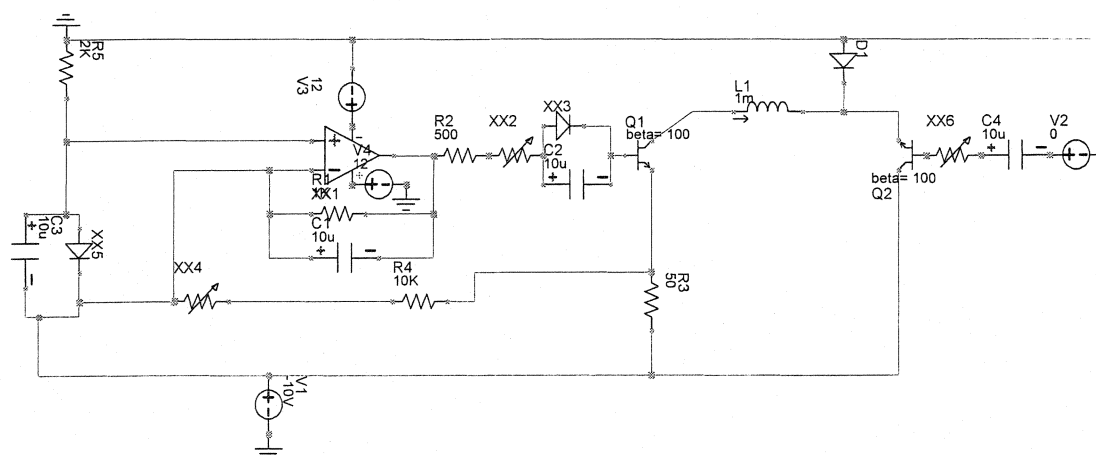 R5
2K
12
V3
V4
12
R1
XX1
C1
10u
R2
500
XX2
XX3
C2
10u
Q1
beta= 100
L1
1m
D1
XX6
C4
10u
V2
0
beta= 100
Q2
C3
10u
XX5
XX4
R4
10K
R3
50
V1
-10V